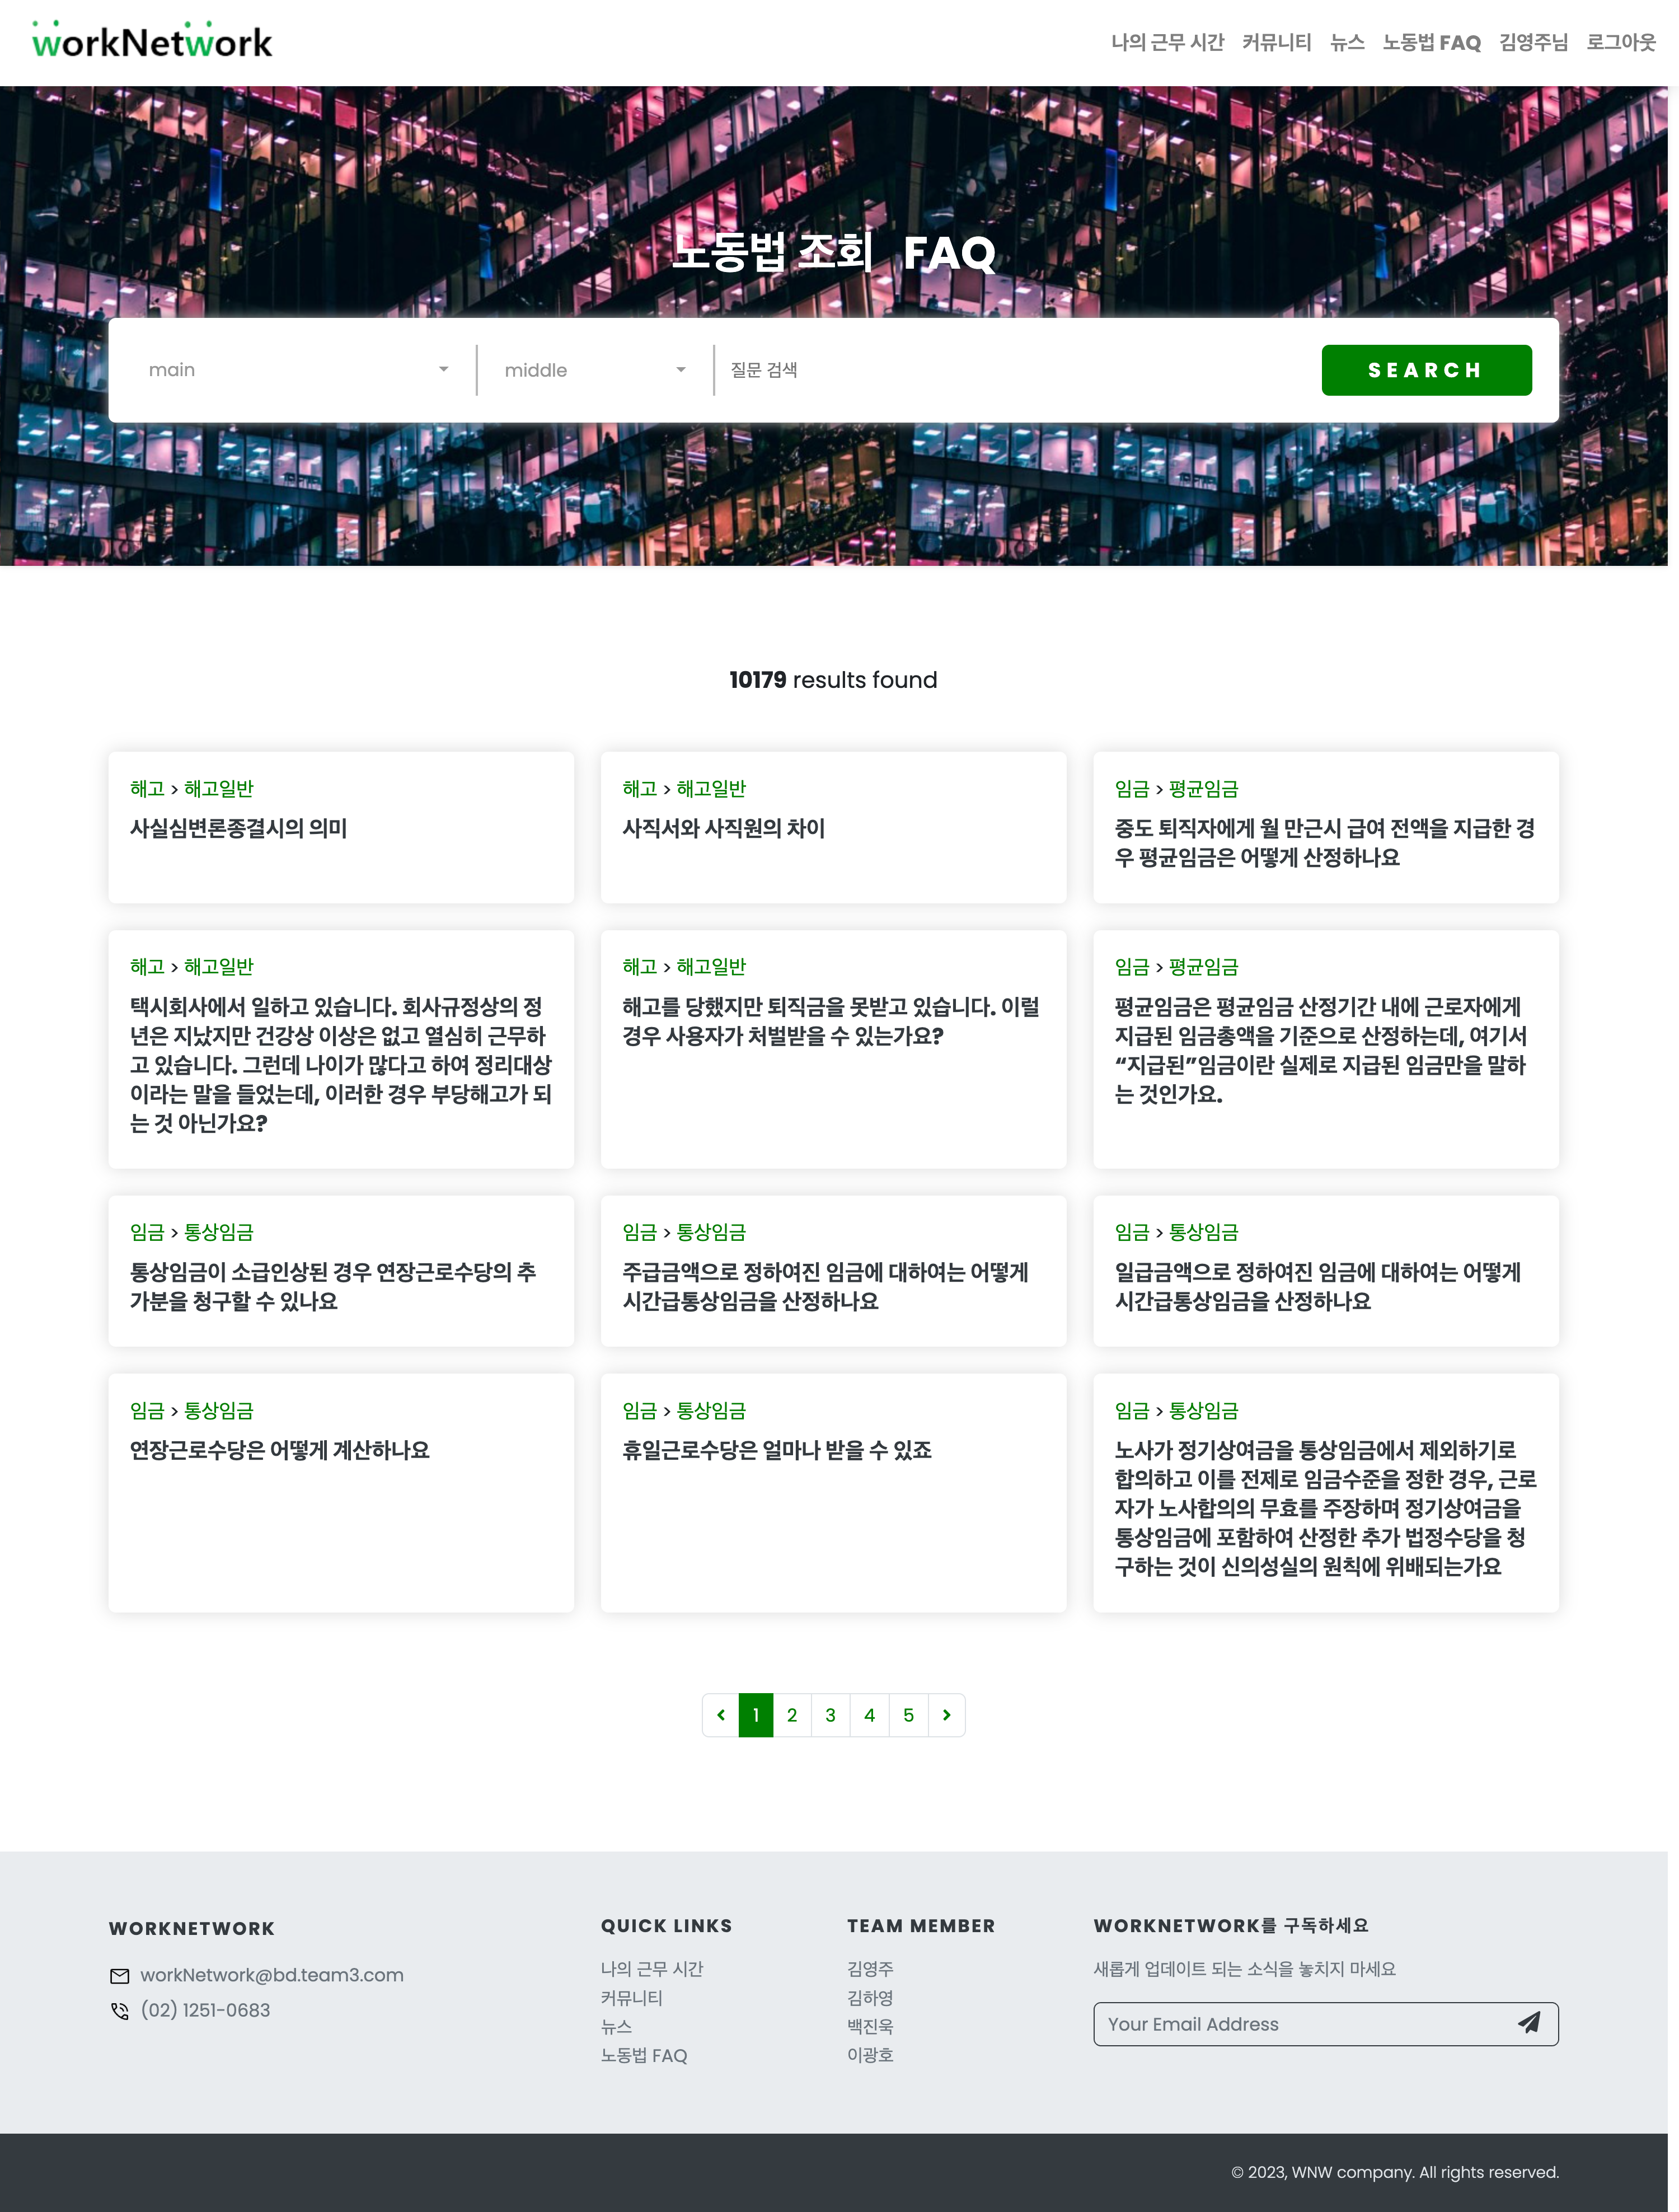 workNetwork
나의 근무 시간 커뮤니티 뉴스 노동법 FAQ 김영주님 로그아웃
노동법 조회 FAQ
main
middle
질문 검색
SEARCH
10179 results found
해고 > 해고일반
사실심변론종결시의 의미
해고 > 해고일반
사직서와 사직원의 차이
임금 > 평균임금
중도 퇴직자에게 월 만근시 급여 전액을 지급한 경
우 평균임금은 어떻게 산정하나요
해고 > 해고일반
택시회사에서 일하고 있습니다. 회사규정상의 정
년은 지났지만 건강상 이상은 없고 열심히 근무하
고 있습니다. 그런데 나이가 많다고 하여 정리대상
이라는 말을 들었는데, 이러한 경우 부당해고가 되
는 것 아닌가요?
해고 > 해고일반
해고를 당했지만 퇴직금을 못받고 있습니다. 이럴
경우 사용자가 처벌받을 수 있는가요?
임금 > 평균임금
평균임금은 평균임금 산정기간 내에 근로자에게
지급된 임금총액을 기준으로 산정하는데, 여기서
“지급된”임금이란 실제로 지급된 임금만을 말하
는 것인가요.
임금 > 통상임금
통상임금이 소급인상된 경우 연장근로수당의 추
가분을 청구할 수 있나요
임금 > 통상임금
주급금액으로 정하여진 임금에 대하여는 어떻게
시간급통상임금을 산정하나요
임금 > 통상임금
일급금액으로 정하여진 임금에 대하여는 어떻게
시간급통상임금을 산정하나요
임금 > 통상임금
연장근로수당은 어떻게 계산하나요
임금 > 통상임금
휴일근로수당은 얼마나 받을 수 있죠
임금 > 통상임금
노사가 정기상여금을 통상임금에서 제외하기로
합의하고 이를 전제로 임금수준을 정한 경우, 근로
자가 노사합의의 무효를 주장하며 정기상여금을
통상임금에 포함하여 산정한 추가 법정수당을 청
구하는 것이 신의성실의 원칙에 위배되는가요
1 2 3 4 5
WORKNETWORK
workNetwork@bd.team3.com
(02) 1251-0683
QUICK LINKS
나의 근무 시간
커뮤니티
뉴스
노동법 FAQ
TEAM MEMBER
김영주
김하영
백진욱
이광호
WORKNETWORK를 구독하세요
새롭게 업데이트 되는 소식을 놓치지 마세요
Your Email Address
© 2023, WNW company. All rights reserved.